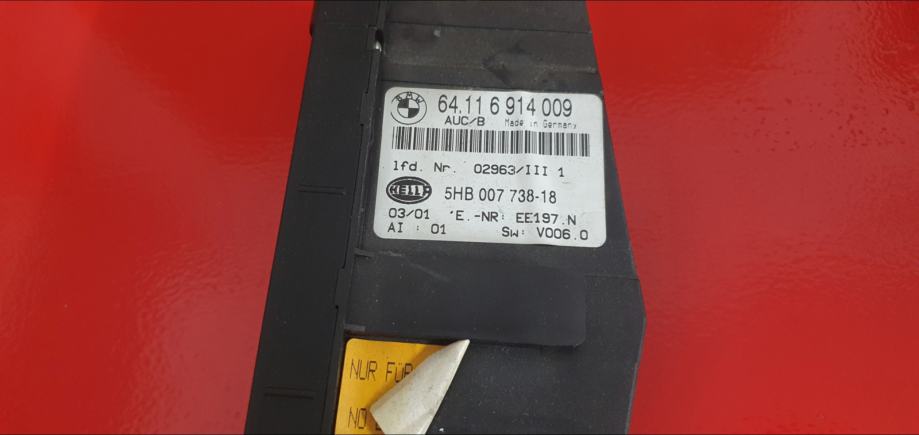 BMW
64.11 6 914 009
AUC/B Made in Germany
lfd. Nr. 02963/III 1
HELLA 5HB 007 738-18
03/01 E.-NR: EE197.N
AI : 01 Sw: V006.0
NUR FÜR
NO